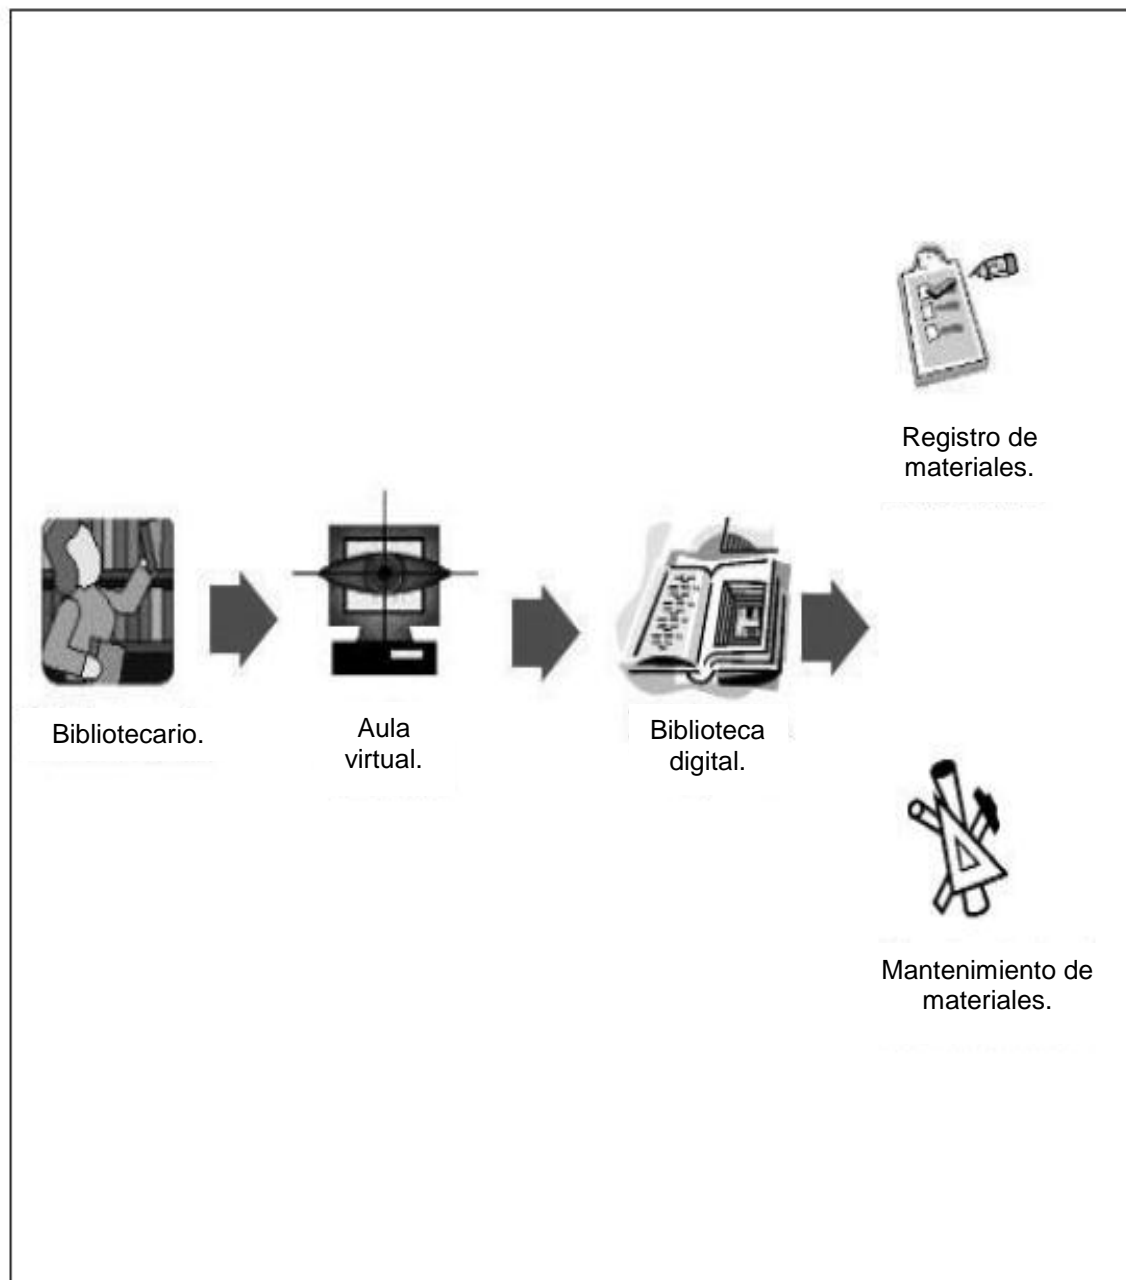 Registro de
materiales.
Bibliotecario.
Aula
virtual.
Biblioteca
digital.
Mantenimiento de
materiales.